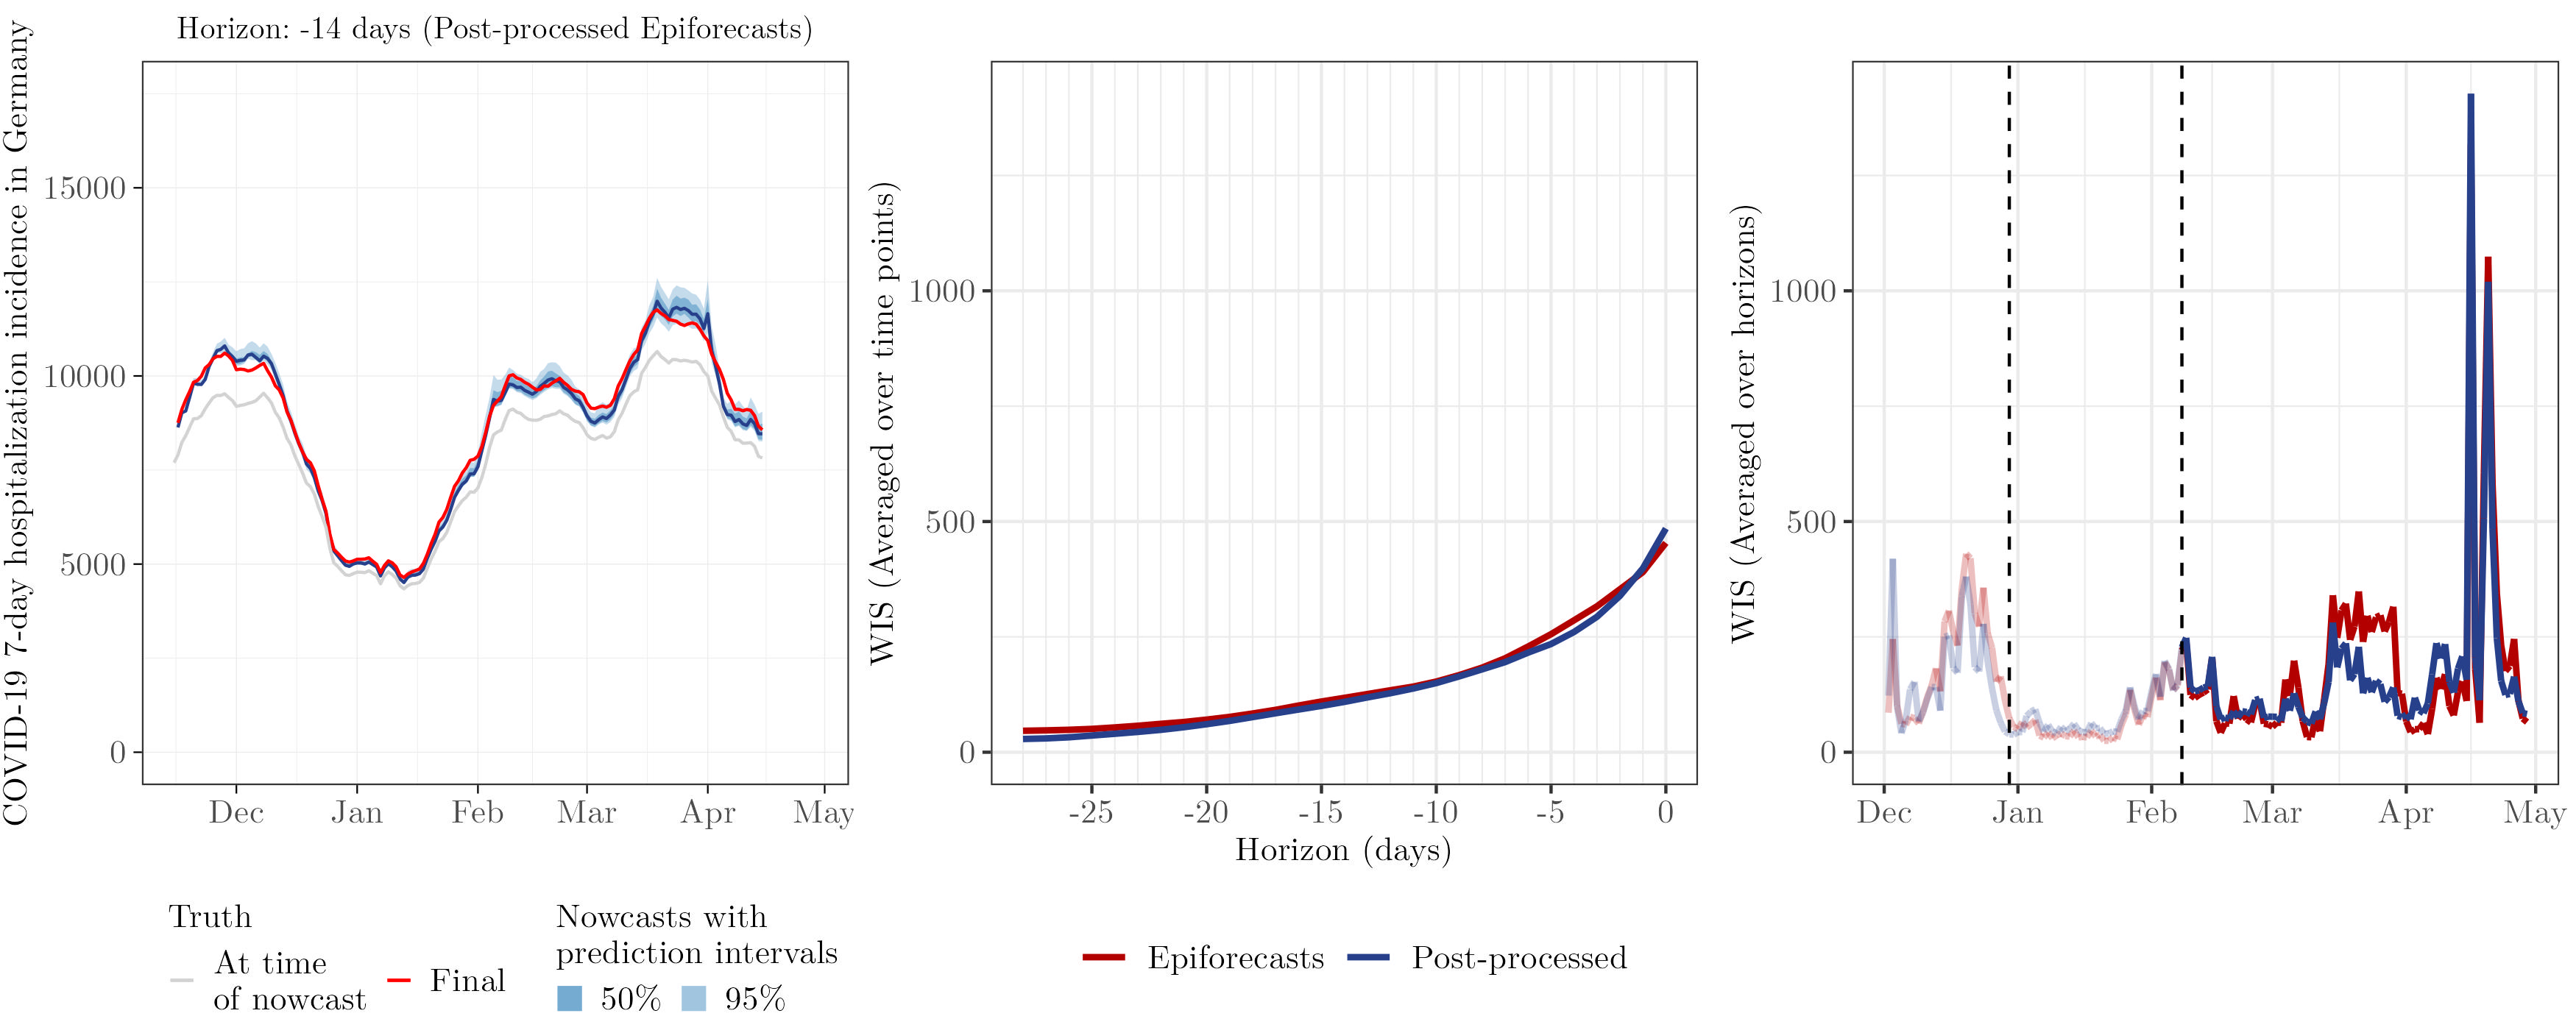 Horizon: -14 days (Post-processed Epiforecasts)
COVID-19 7-day hospitalization incidence in Germany
15000
10000
5000
0
Dec Jan Feb Mar Apr May
WIS (Averaged over time points)
1000
500
0
-25 -20 -15 -10 -5 0
Horizon (days)
WIS (Averaged over horizons)
1000
500
0
Dec Jan Feb Mar Apr May
Truth
At time
of nowcast
Final
Nowcasts with
prediction intervals
50% 95%
Epiforecasts Post-processed